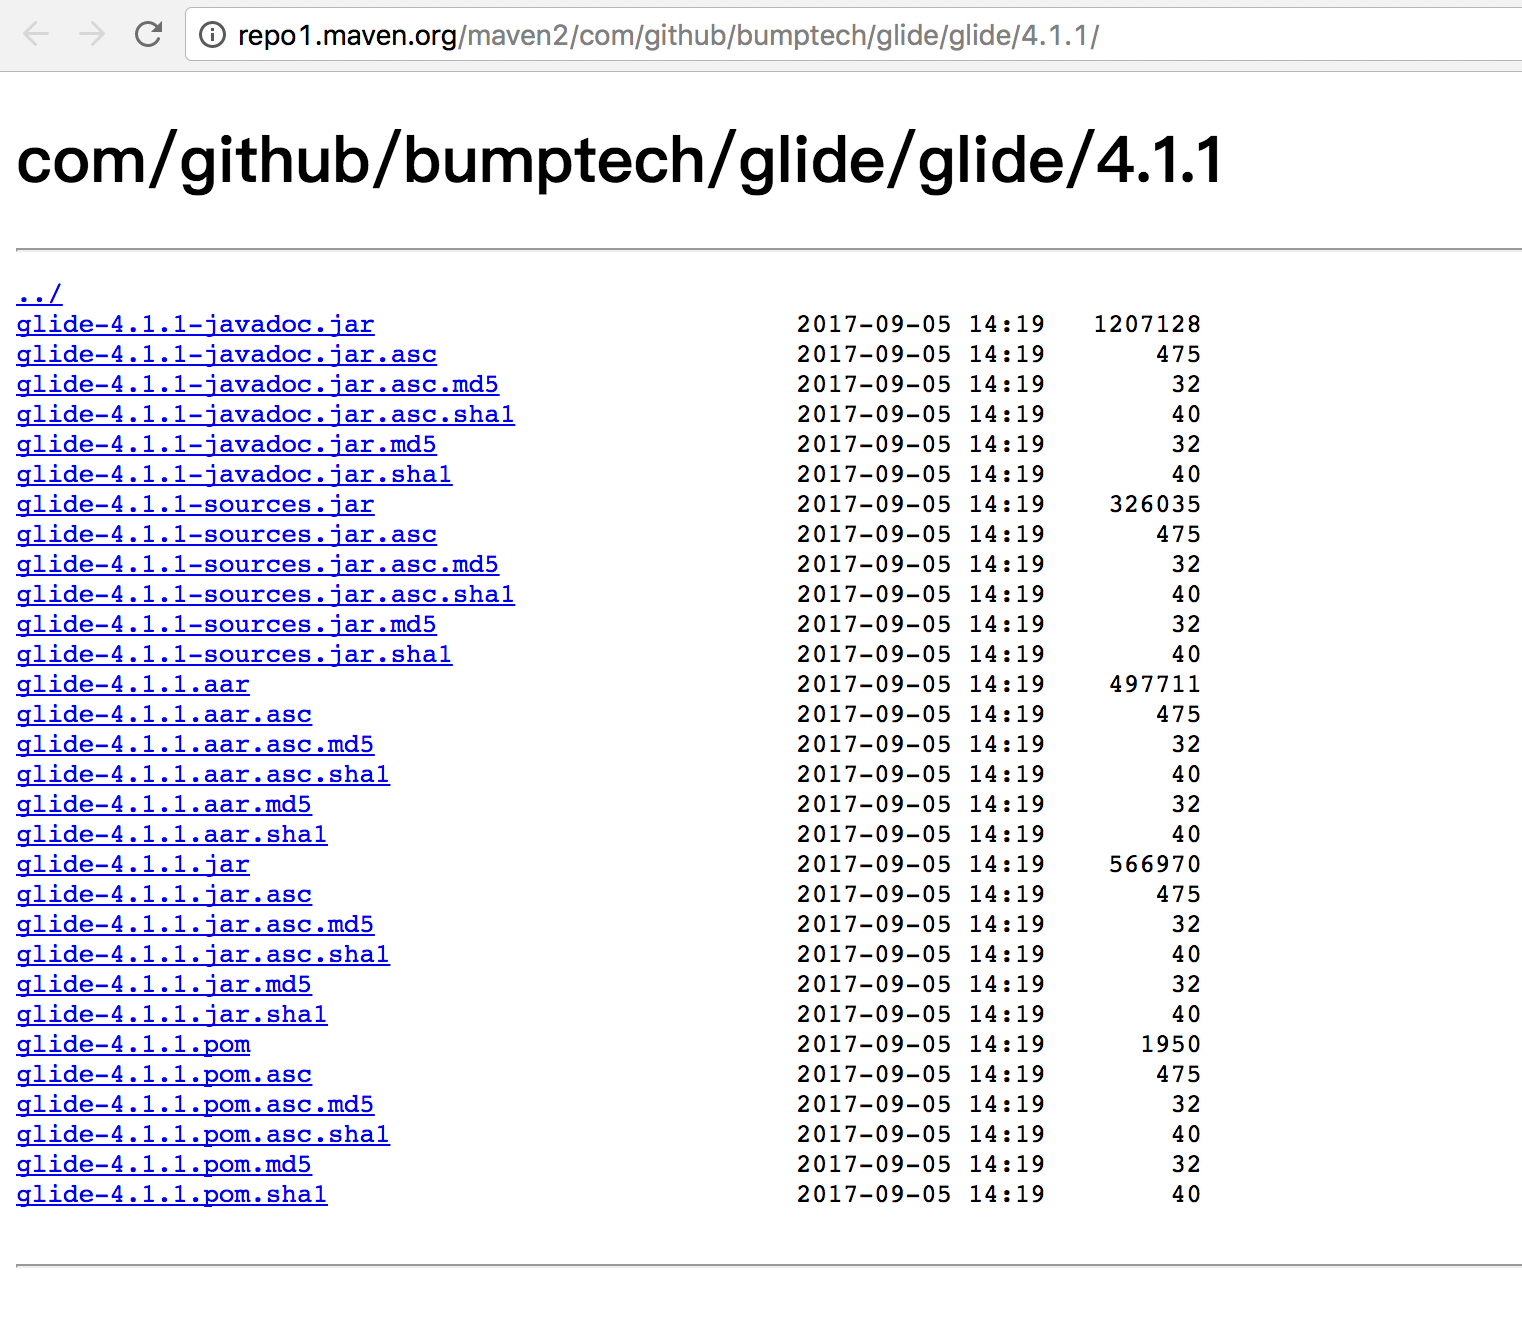 repo1.maven.org/maven2/com/github/bumptech/glide/glide/4.1.1/
com/github/bumptech/glide/glide/4.1.1
../
glide-4.1.1-javadoc.jar 2017-09-05 14:19 1207128
glide-4.1.1-javadoc.jar.asc 2017-09-05 14:19 475
glide-4.1.1-javadoc.jar.asc.md5 2017-09-05 14:19 32
glide-4.1.1-javadoc.jar.asc.sha1 2017-09-05 14:19 40
glide-4.1.1-javadoc.jar.md5 2017-09-05 14:19 32
glide-4.1.1-javadoc.jar.sha1 2017-09-05 14:19 40
glide-4.1.1-sources.jar 2017-09-05 14:19 326035
glide-4.1.1-sources.jar.asc 2017-09-05 14:19 475
glide-4.1.1-sources.jar.asc.md5 2017-09-05 14:19 32
glide-4.1.1-sources.jar.asc.sha1 2017-09-05 14:19 40
glide-4.1.1-sources.jar.md5 2017-09-05 14:19 32
glide-4.1.1-sources.jar.sha1 2017-09-05 14:19 40
glide-4.1.1.aar 2017-09-05 14:19 497711
glide-4.1.1.aar.asc 2017-09-05 14:19 475
glide-4.1.1.aar.asc.md5 2017-09-05 14:19 32
glide-4.1.1.aar.asc.sha1 2017-09-05 14:19 40
glide-4.1.1.aar.md5 2017-09-05 14:19 32
glide-4.1.1.aar.sha1 2017-09-05 14:19 40
glide-4.1.1.jar 2017-09-05 14:19 566970
glide-4.1.1.jar.asc 2017-09-05 14:19 475
glide-4.1.1.jar.asc.md5 2017-09-05 14:19 32
glide-4.1.1.jar.asc.sha1 2017-09-05 14:19 40
glide-4.1.1.jar.md5 2017-09-05 14:19 32
glide-4.1.1.jar.sha1 2017-09-05 14:19 40
glide-4.1.1.pom 2017-09-05 14:19 1950
glide-4.1.1.pom.asc 2017-09-05 14:19 475
glide-4.1.1.pom.asc.md5 2017-09-05 14:19 32
glide-4.1.1.pom.asc.sha1 2017-09-05 14:19 40
glide-4.1.1.pom.md5 2017-09-05 14:19 32
glide-4.1.1.pom.sha1 2017-09-05 14:19 40